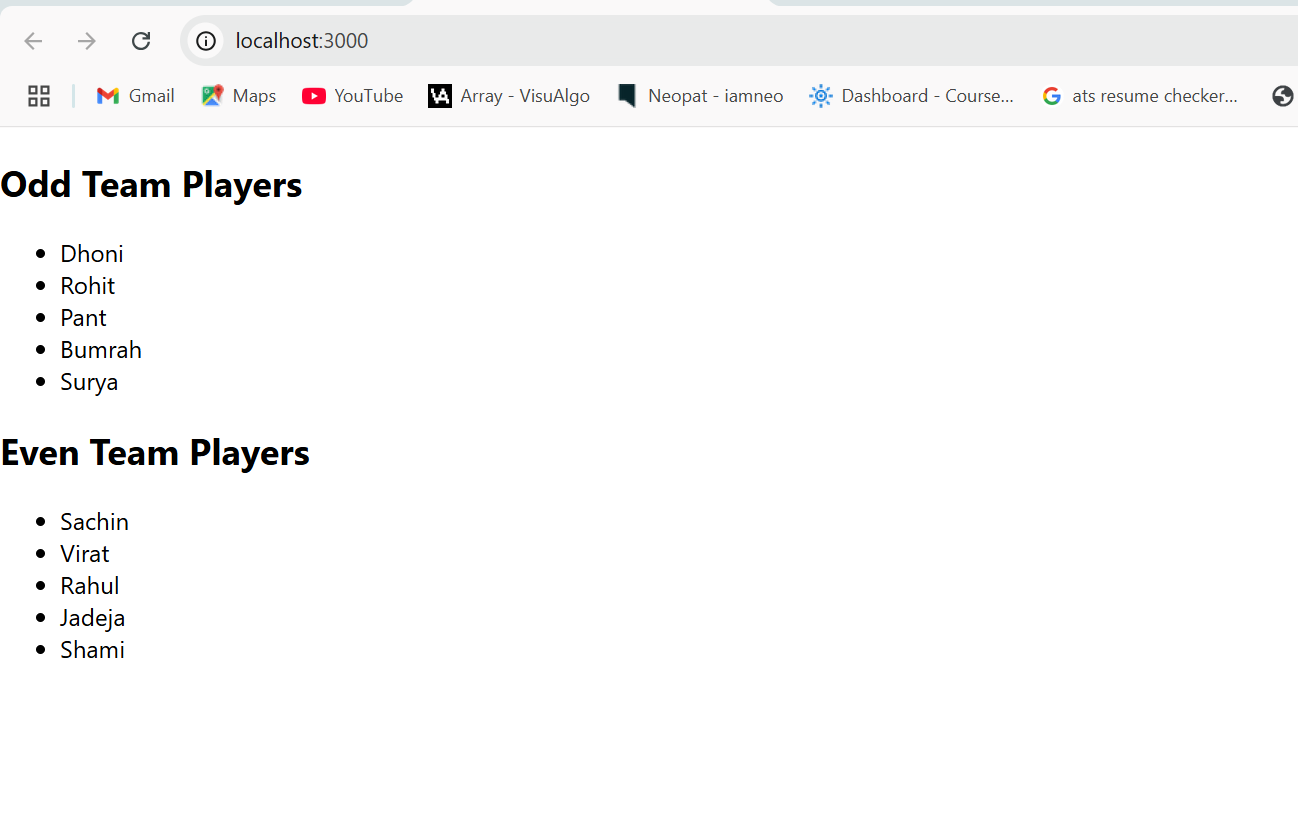 localhost:3000
Gmail Maps YouTube Array - VisuAlgo Neopat - iamneo Dashboard - Course... ats resume checker...
Odd Team Players
Dhoni
Rohit
Pant
Bumrah
Surya
Even Team Players
Sachin
Virat
Rahul
Jadeja
Shami